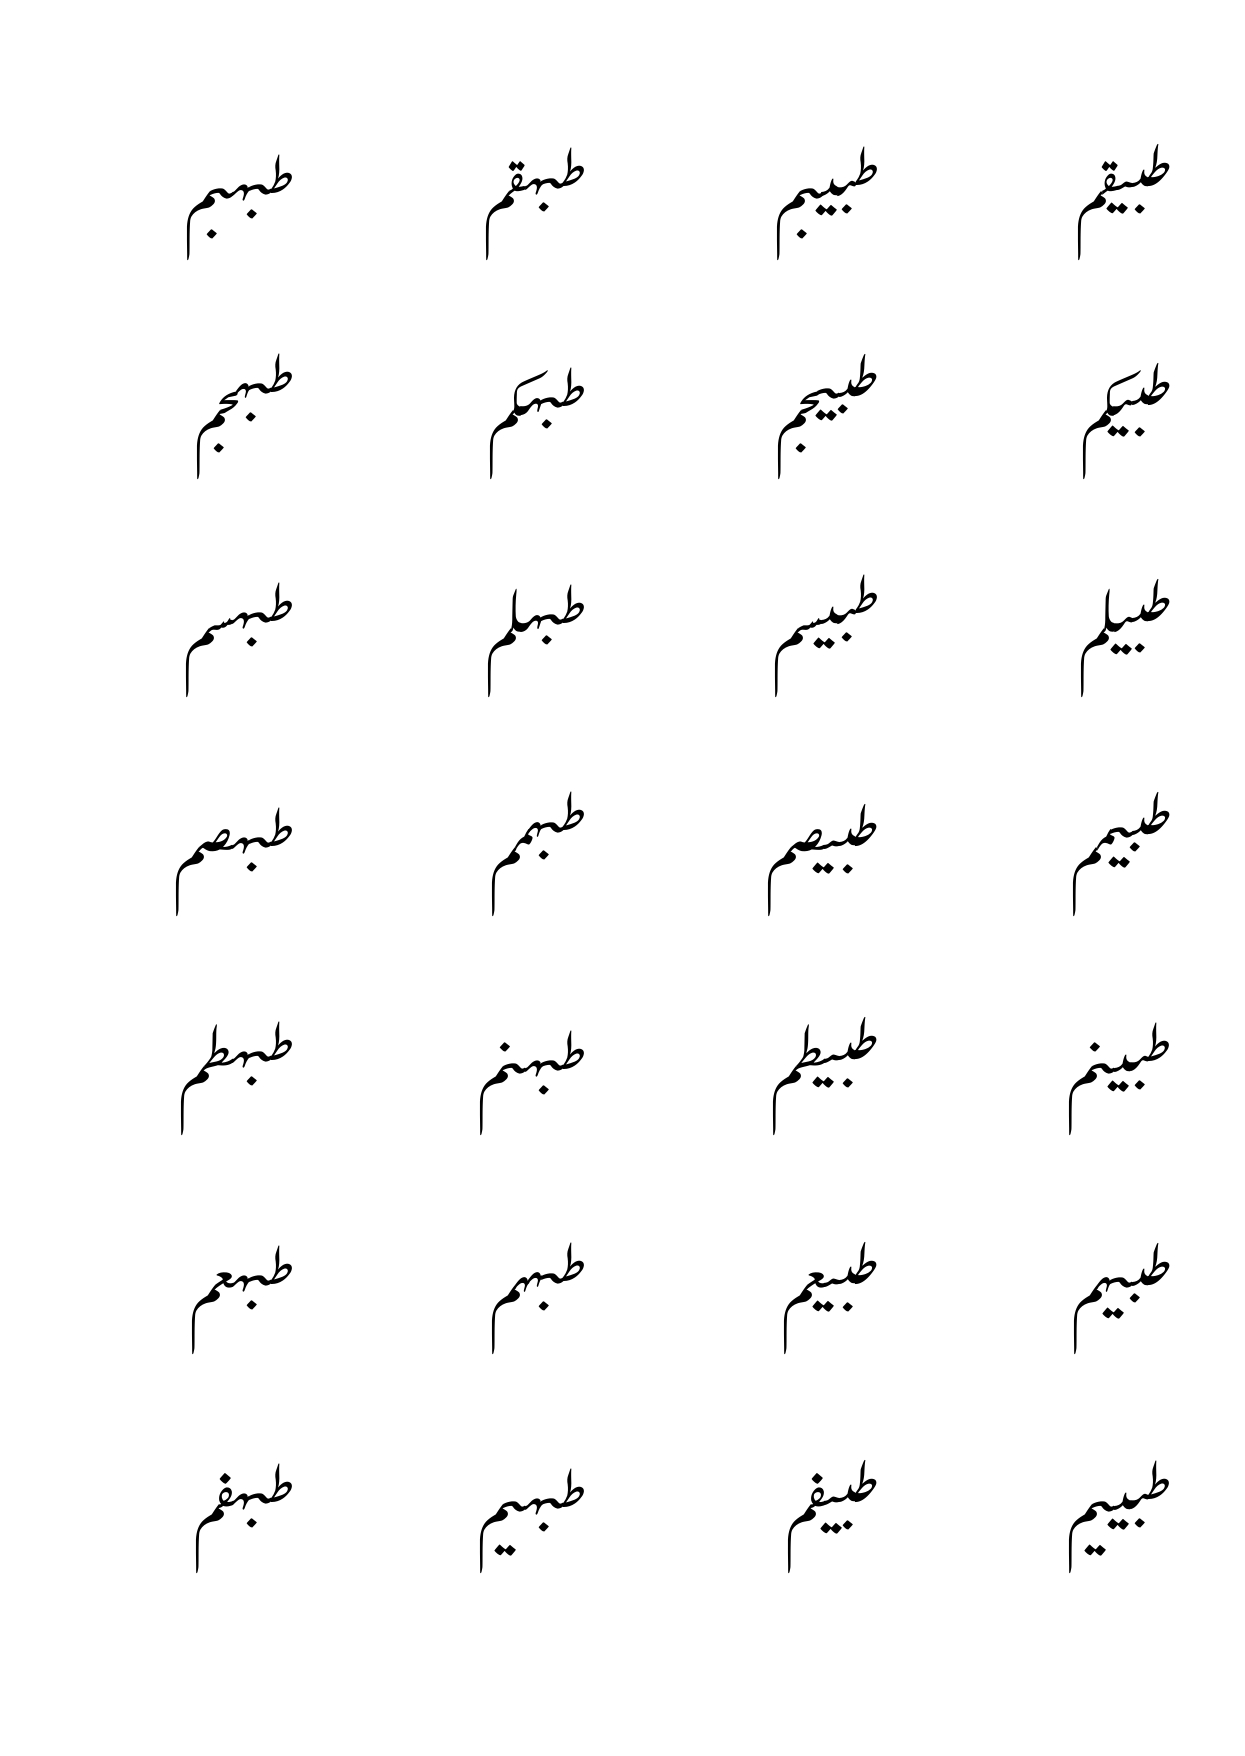 طبيقم طبيبم طبهقم طبهبم
طبيكم طبيجم طبهكم طبهجم
طبيلم طبيسم طبهلم طبهسم
طبيمم طبيصم طبهمم طبهصم
طبينم طبيطم طبهنم طبهطم
طبيهم طبيعم طبههم طبهعم
طبييم طبيفم طبهيم طبهفم